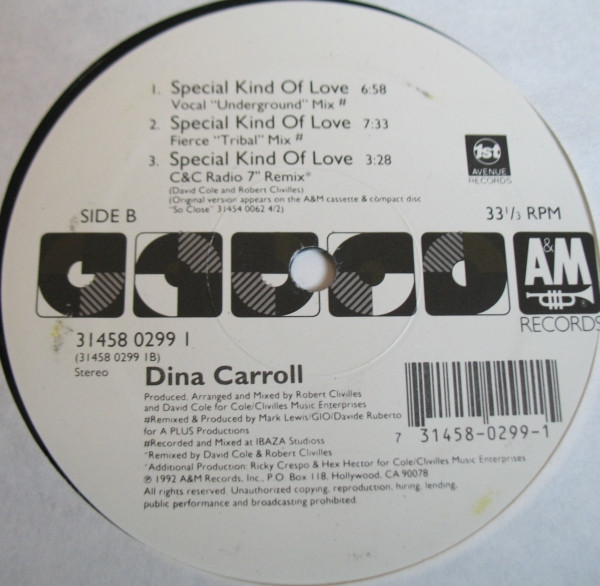 1. Special Kind Of Love 6:58
Vocal "Underground" Mix #
2. Special Kind Of Love 7:33
Fierce "Tribal" Mix #
3. Special Kind Of Love 3:28
C&C Radio 7" Remix*
(David Cole and Robert Clivilles)
(Original version appears on the A&M cassette & compact disc
"So Close" 31454 0062 4/2)
1st
AVENUE
RECORDS
SIDE B
33 1/3 RPM
A&M
RECORDS
31458 0299 1
(31458 0299 1B)
Stereo
Dina Carroll
Produced, Arranged and Mixed by Robert Clivilles
and David Cole for Cole/Clivilles Music Enterprises
#Remixed & Produced by Mark Lewis/GIO/Davide Ruberto
for A PLUS Productions
#Recorded and Mixed at IBAZA Studioss
*Remixed by David Cole & Robert Clivilles
*Additional Production: Ricky Crespo & Hex Hector for Cole/Clivilles Music Enterprises
℗ 1992 A&M Records, Inc., P.O. Box 118, Hollywood, CA 90078
All rights reserved. Unauthorized copying, reproduction, hiring, lending,
public performance and broadcasting prohibited.
7 31458-0299-1